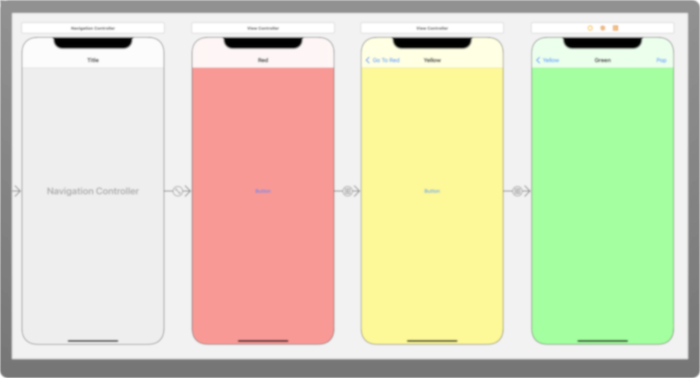 Navigation Controller
View Controller
View Controller
Title
Red
Go To Red
Yellow
Yellow
Green
Pop
Navigation Controller
Button
Button